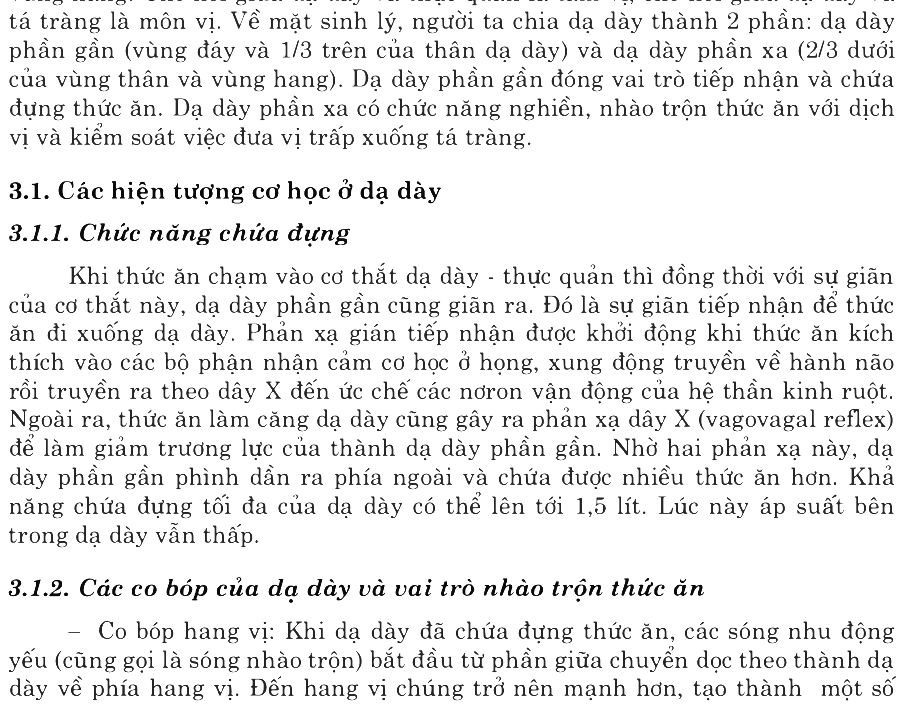 tá tràng là môn vị. Về mặt sinh lý, người ta chia dạ dày thành 2 phần: dạ dày
phần gần (vùng đáy và 1/3 trên của thân dạ dày) và dạ dày phần xa (2/3 dưới
của vùng thân và vùng hang). Dạ dày phần gần đóng vai trò tiếp nhận và chứa
đựng thức ăn. Dạ dày phần xa có chức năng nghiền, nhào trộn thức ăn với dịch
vị và kiểm soát việc đưa vị trấp xuống tá tràng.
3.1. Các hiện tượng cơ học ở dạ dày
3.1.1. Chức năng chứa đựng
Khi thức ăn chạm vào cơ thắt dạ dày - thực quản thì đồng thời với sự giãn
của cơ thắt này, dạ dày phần gần cũng giãn ra. Đó là sự giãn tiếp nhận để thức
ăn đi xuống dạ dày. Phản xạ gián tiếp nhận được khởi động khi thức ăn kích
thích vào các bộ phận nhận cảm cơ học ở họng, xung động truyền về hành não
rồi truyền ra theo dây X đến ức chế các nơron vận động của hệ thần kinh ruột.
Ngoài ra, thức ăn làm căng dạ dày cũng gây ra phản xạ dây X (vagovagal reflex)
để làm giảm trương lực của thành dạ dày phần gần. Nhờ hai phản xạ này, dạ
dày phần gần phình dần ra phía ngoài và chứa được nhiều thức ăn hơn. Khả
năng chứa đựng tối đa của dạ dày có thể lên tới 1,5 lít. Lúc này áp suất bên
trong dạ dày vẫn thấp.
3.1.2. Các co bóp của dạ dày và vai trò nhào trộn thức ăn
– Co bóp hang vị: Khi dạ dày đã chứa đựng thức ăn, các sóng nhu động
yếu (cũng gọi là sóng nhào trộn) bắt đầu từ phần giữa chuyển dọc theo thành dạ
dày về phía hang vị. Đến hang vị chúng trở nên mạnh hơn, tạo thành một số